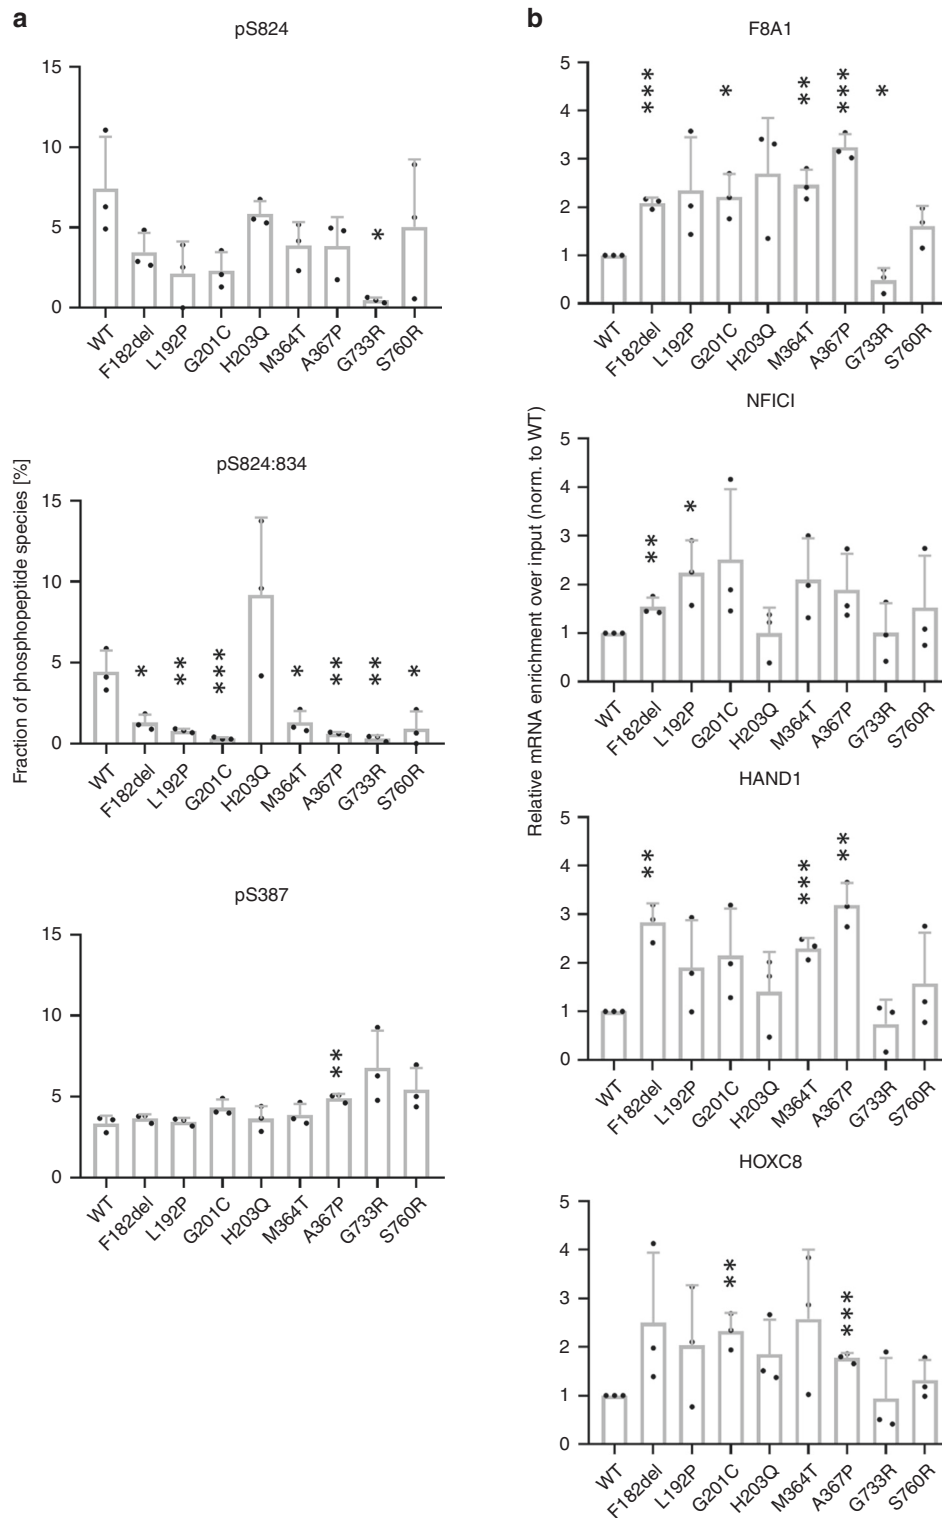 a
pS824
15
10
5
0
*
WT
F182del
L192P
G201C
H203Q
M364T
A367P
G733R
S760R
Fraction of phosphopeptide species [%]
pS824:834
15
10
5
0
*
**
***
*
**
**
*
WT
F182del
L192P
G201C
H203Q
M364T
A367P
G733R
S760R
pS387
15
10
5
0
**
WT
F182del
L192P
G201C
H203Q
M364T
A367P
G733R
S760R
b
F8A1
5
4
3
2
1
0
***
*
**
***
*
WT
F182del
L192P
G201C
H203Q
M364T
A367P
G733R
S760R
Relative mRNA enrichment over input (norm. to WT)
NFICI
5
4
3
2
1
0
**
*
WT
F182del
L192P
G201C
H203Q
M364T
A367P
G733R
S760R
HAND1
5
4
3
2
1
0
**
***
**
WT
F182del
L192P
G201C
H203Q
M364T
A367P
G733R
S760R
HOXC8
5
4
3
2
1
0
**
***
WT
F182del
L192P
G201C
H203Q
M364T
A367P
G733R
S760R